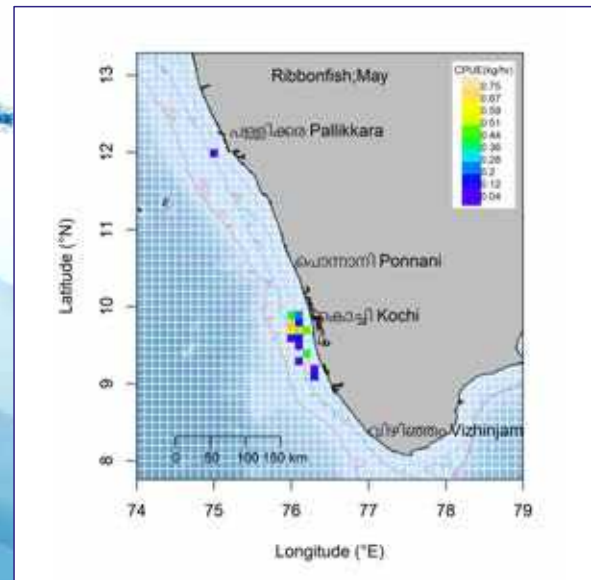 Ribbonfish;May
CPUE(kg/hr)
0.75
0.67
0.59
0.51
0.44
0.36
0.28
0.2
0.12
0.04
പള്ളിക്കര Pallikkara
പൊന്നാനി Ponnani
കൊച്ചി Kochi
വിഴിഞ്ഞം Vizhinjam
0 50 100 150 km
13
12
11
10
9
8
Latitude (°N)
74 75 76 77 78 79
Longitude (°E)